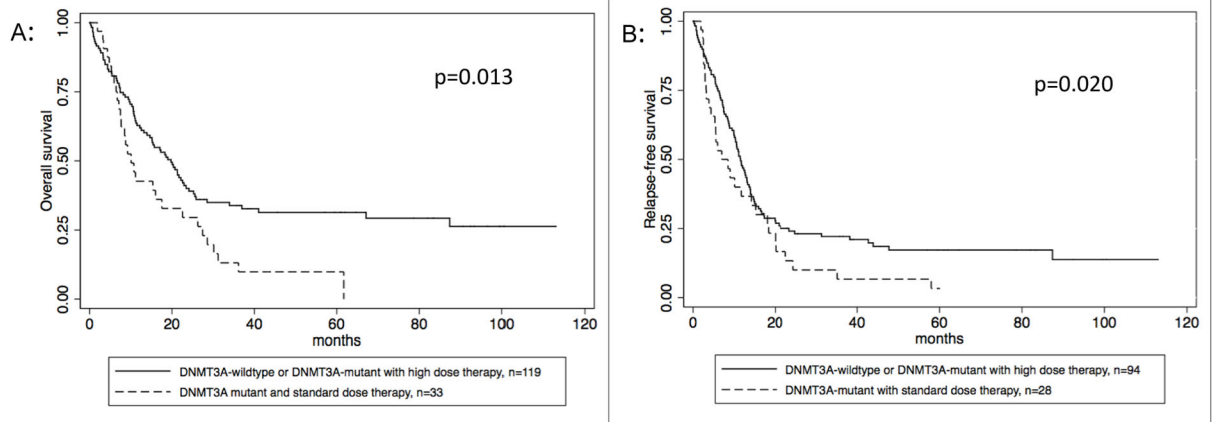 A:
Overall survival
1.00
0.75
0.50
0.25
0.00
p=0.013
0 20 40 60 80 100 120
months
DNMT3A-wildtype or DNMT3A-mutant with high dose therapy, n=119
DNMT3A mutant and standard dose therapy, n=33
B:
Relapse-free survival
1.00
0.75
0.50
0.25
0.00
p=0.020
0 20 40 60 80 100 120
months
DNMT3A-wildtype or DNMT3A-mutant with high dose therapy, n=94
DNMT3A-mutant with standard dose therapy, n=28